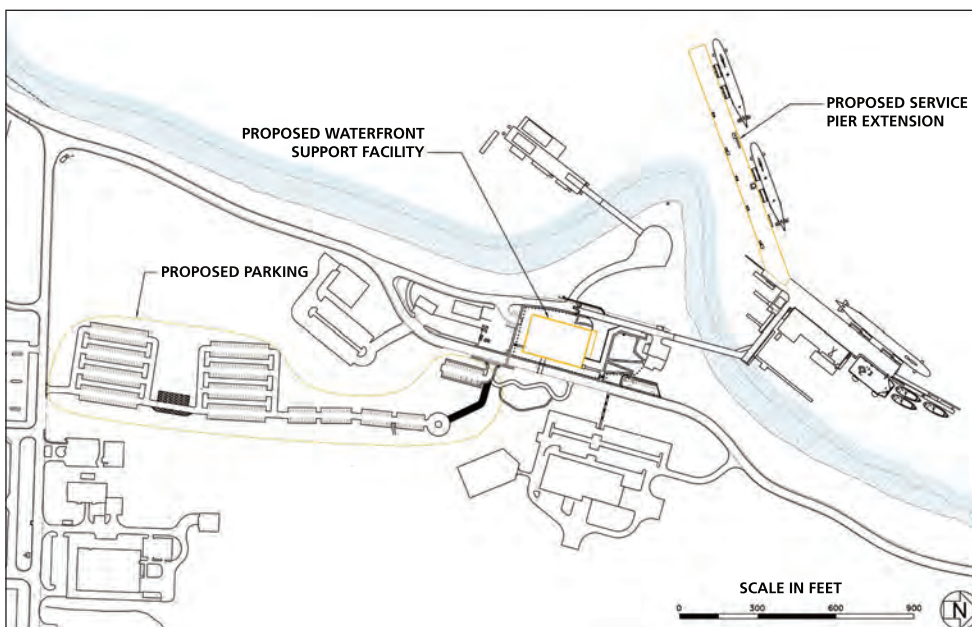 PROPOSED SERVICE
PIER EXTENSION
PROPOSED WATERFRONT
SUPPORT FACILITY
PROPOSED PARKING
SCALE IN FEET
0 300 600 900
N